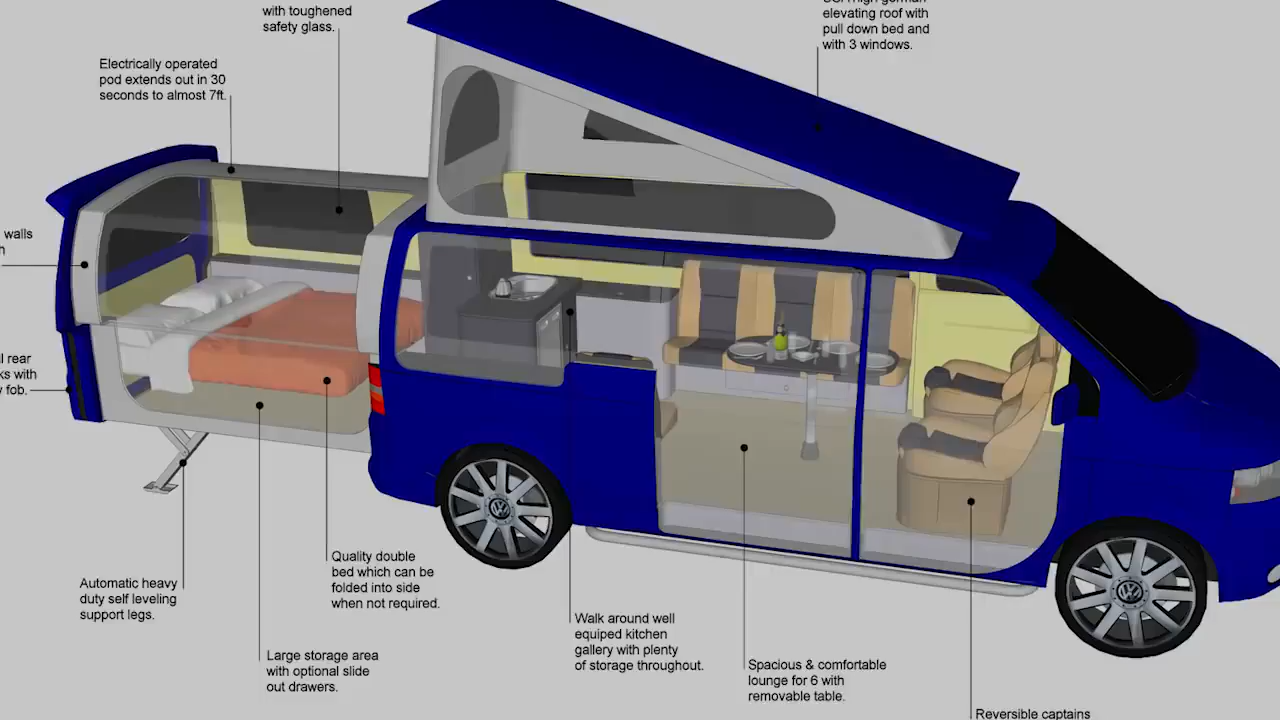 with toughened
safety glass.
elevating roof with
pull down bed and
with 3 windows.
Electrically operated
pod extends out in 30
seconds to almost 7ft.
walls
rear
with
fob.
Automatic heavy
duty self leveling
support legs.
Quality double
bed which can be
folded into side
when not required.
Large storage area
with optional slide
out drawers.
Walk around well
equiped kitchen
gallery with plenty
of storage throughout.
Spacious & comfortable
lounge for 6 with
removable table.
Reversible captains